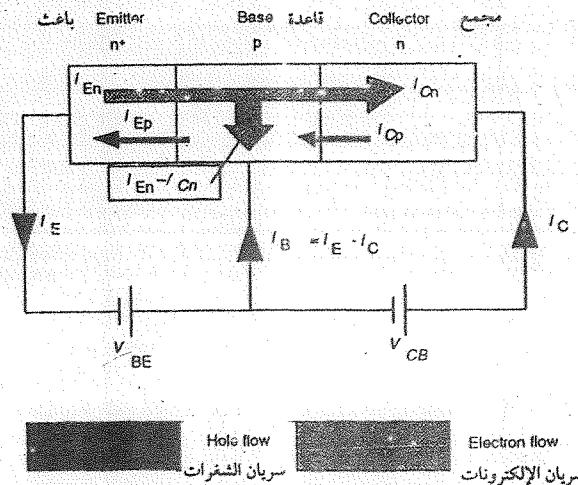 Emitter باعث
n⁺
Base قاعدة
p
Collector مجمع
n
I En
I Cn
I Ep
I Cp
I En - I Cn
I E
I B = I E - I C
I C
V BE
V CB
Hole flow
سريان الشغرات
Electron flow
سريان الإلكترونات